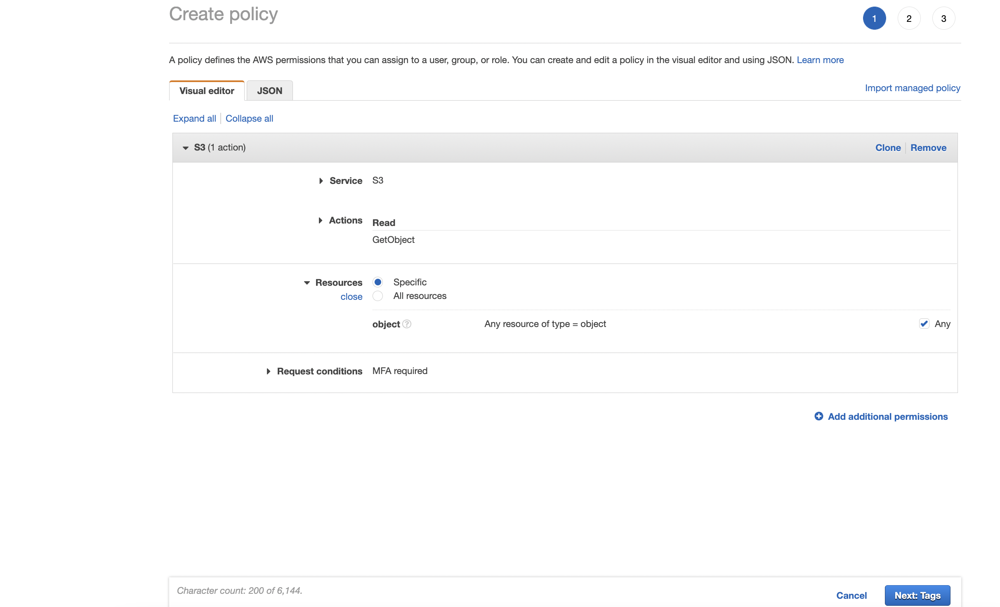 Create policy
1 2 3
A policy defines the AWS permissions that you can assign to a user, group, or role. You can create and edit a policy in the visual editor and using JSON. Learn more
Visual editor JSON Import managed policy
Expand all Collapse all
S3 (1 action) Clone Remove
Service S3
Actions Read
GetObject
Resources Specific
close All resources
object ? Any resource of type = object Any
Request conditions MFA required
Add additional permissions
Character count: 200 of 6,144.
Cancel Next: Tags